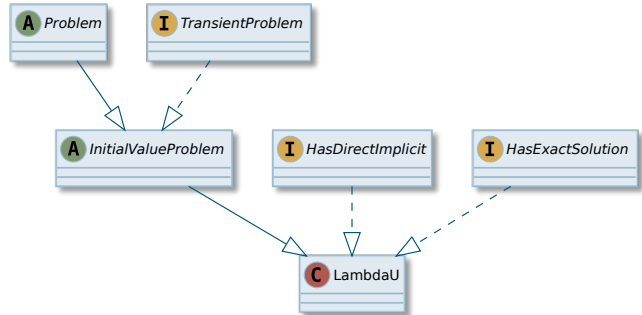 A Problem
I TransientProblem
A InitialValueProblem
I HasDirectImplicit
I HasExactSolution
C LambdaU